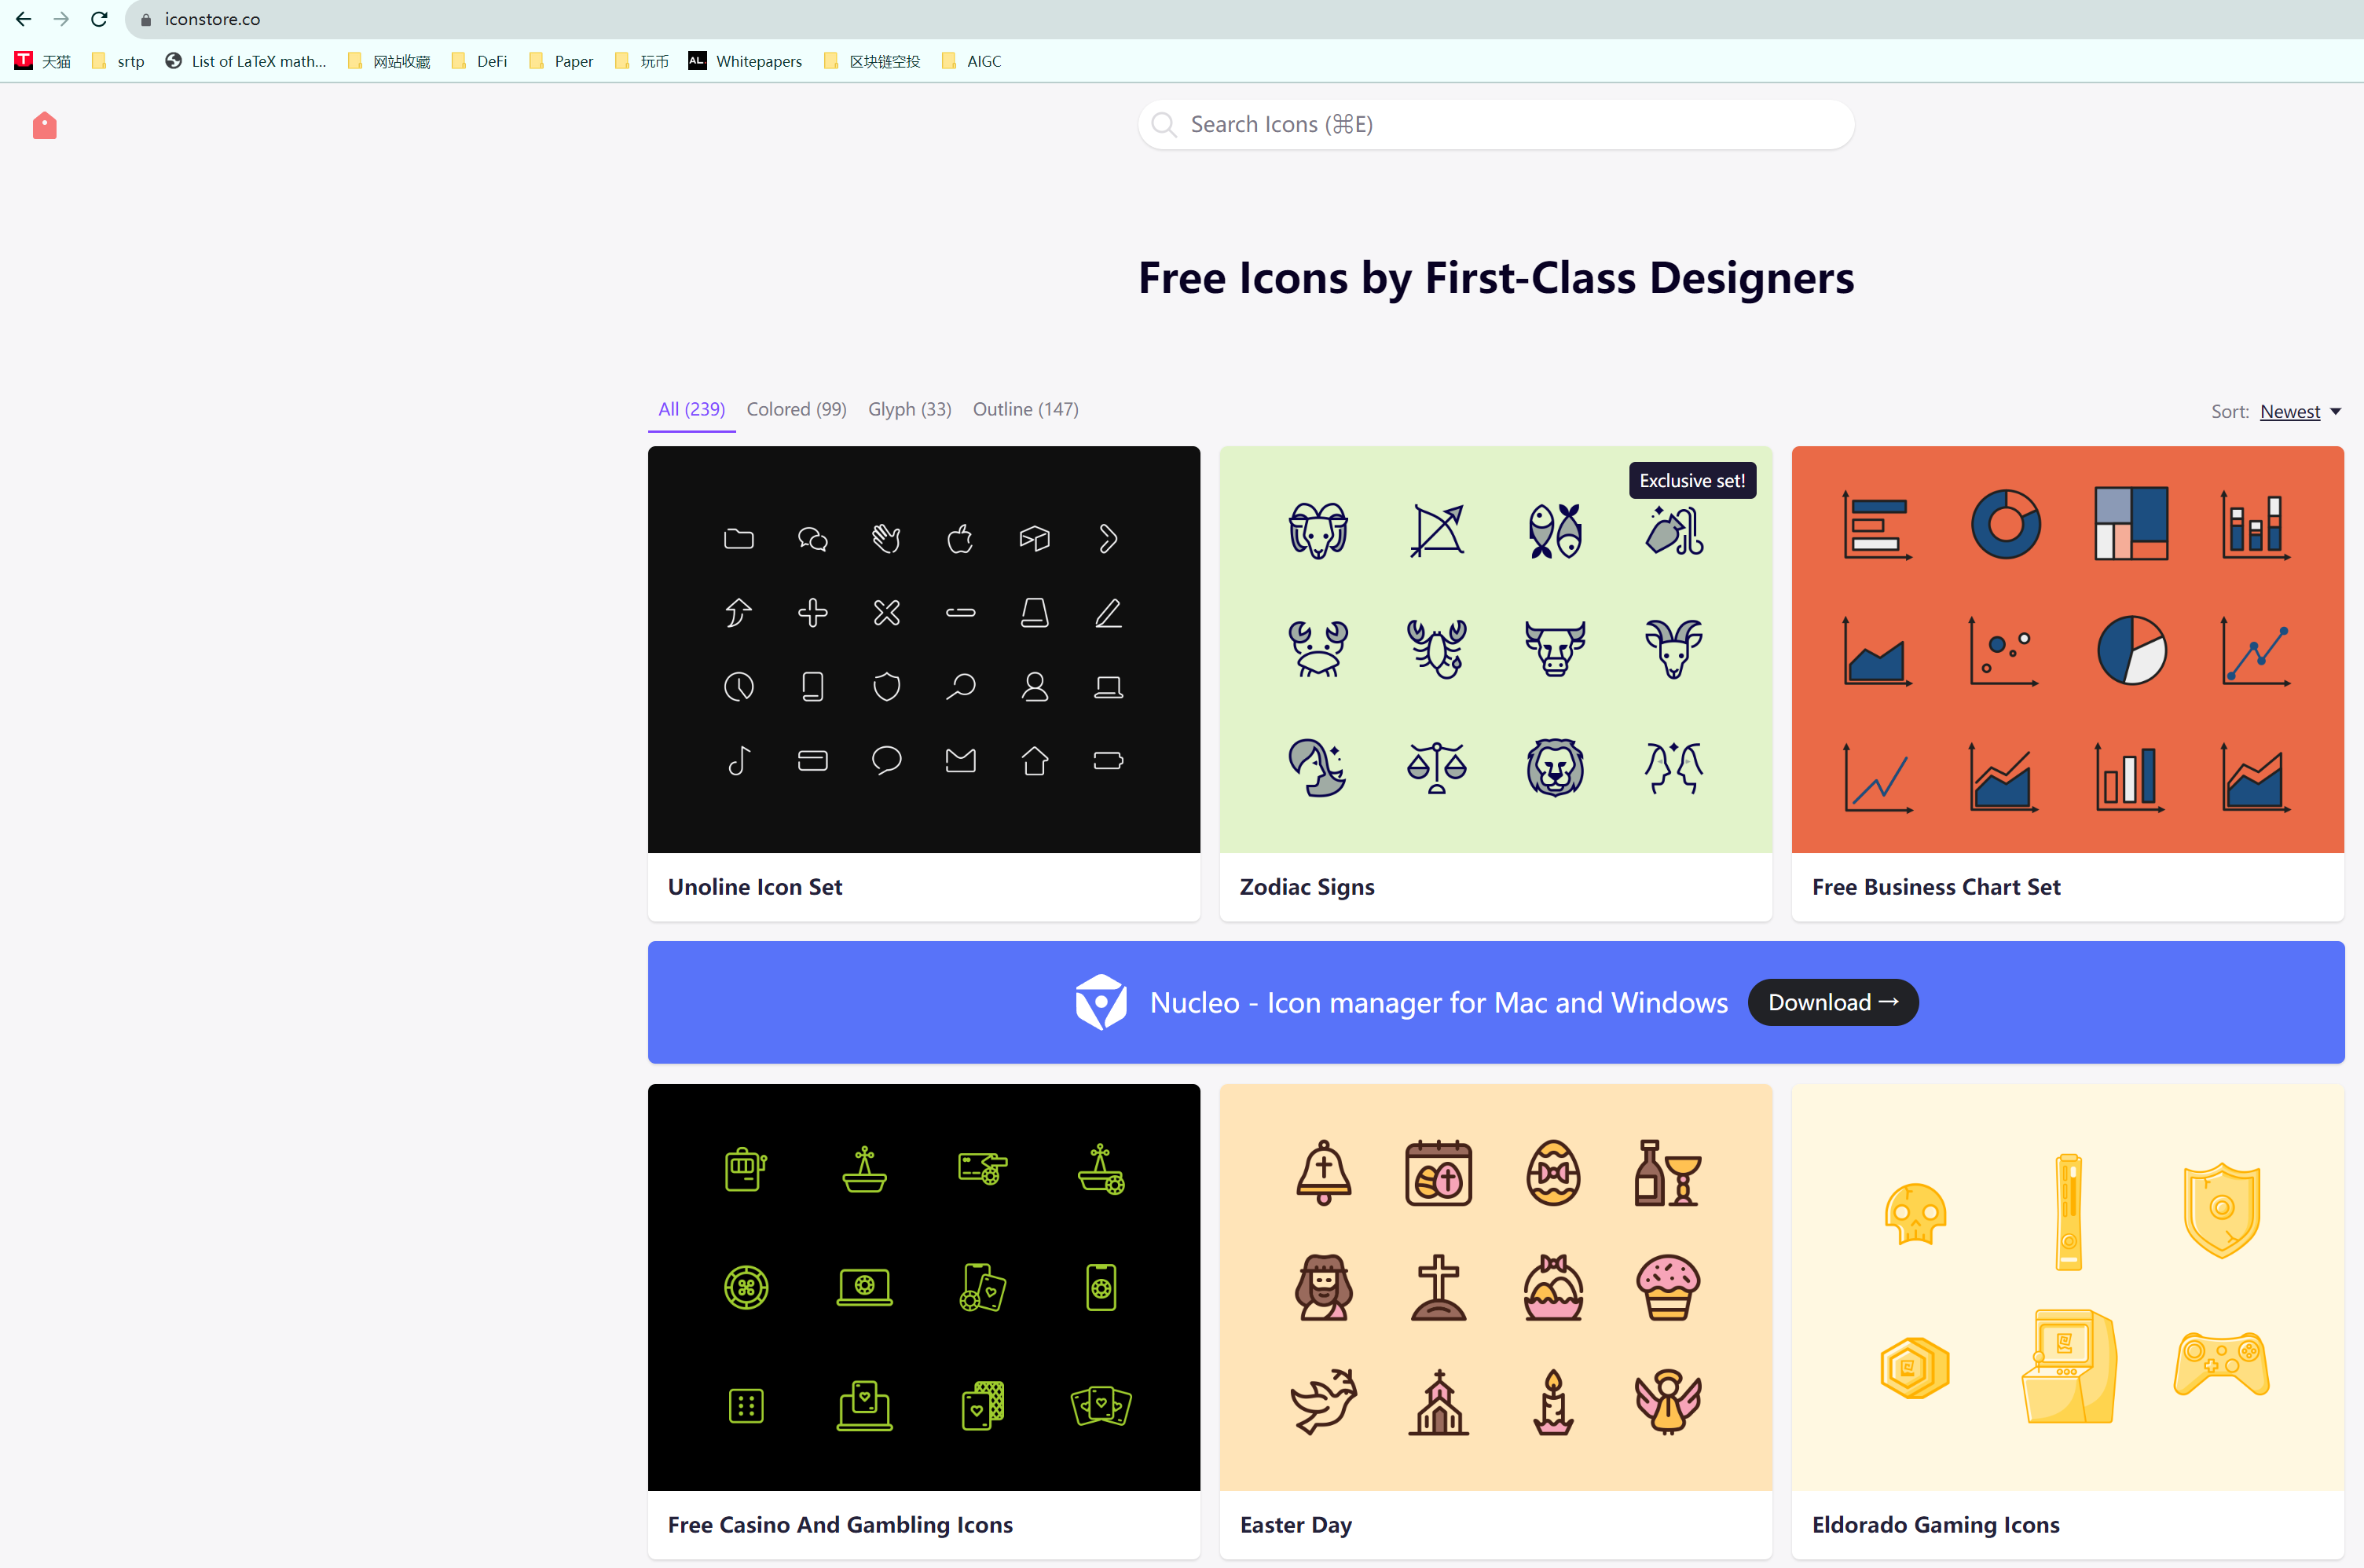 iconstore.co
天猫 srtp List of LaTeX math... 网站收藏 DeFi Paper 玩币 AL. Whitepapers 区块链空投 AIGC
Search Icons (⌘E)
Free Icons by First-Class Designers
All (239) Colored (99) Glyph (33) Outline (147) Sort: Newest
Exclusive set!
Unoline Icon Set Zodiac Signs Free Business Chart Set
Nucleo - Icon manager for Mac and Windows Download →
Free Casino And Gambling Icons Easter Day Eldorado Gaming Icons